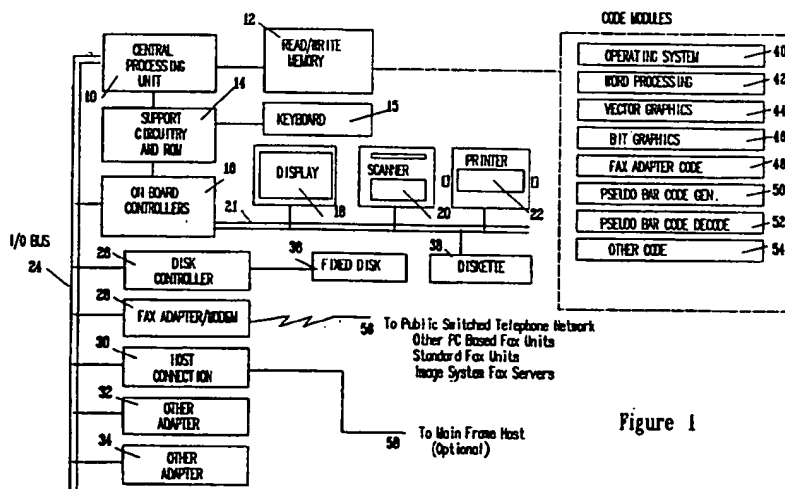 CODE MODULES
12
READ/WRITE
MEMORY
CENTRAL
PROCESSING
UNIT
10
14
SUPPORT
CIRCUITRY
AND ROM
15
KEYBOARD
16
ON BOARD
CONTROLLERS
DISPLAY
18
SCANNER
20
PRINTER
22
21
I/O BUS
24
26
DISK
CONTROLLER
36
FIXED DISK
38
DISKETTE
28
FAX ADAPTER/MODEM
56
To Public Switched Telephone Network
Other PC Based Fax Units
Standard Fax Units
Image System Fax Servers
30
HOST
CONNECTION
58
To Main Frame Host
(Optional)
32
OTHER
ADAPTER
34
OTHER
ADAPTER
OPERATING SYSTEM
40
WORD PROCESSING
42
VECTOR GRAPHICS
44
BIT GRAPHICS
46
FAX ADAPTER CODE
48
PSEUDO BAR CODE GEN.
50
PSEUDO BAR CODE DECODE
52
OTHER CODE
54
Figure 1